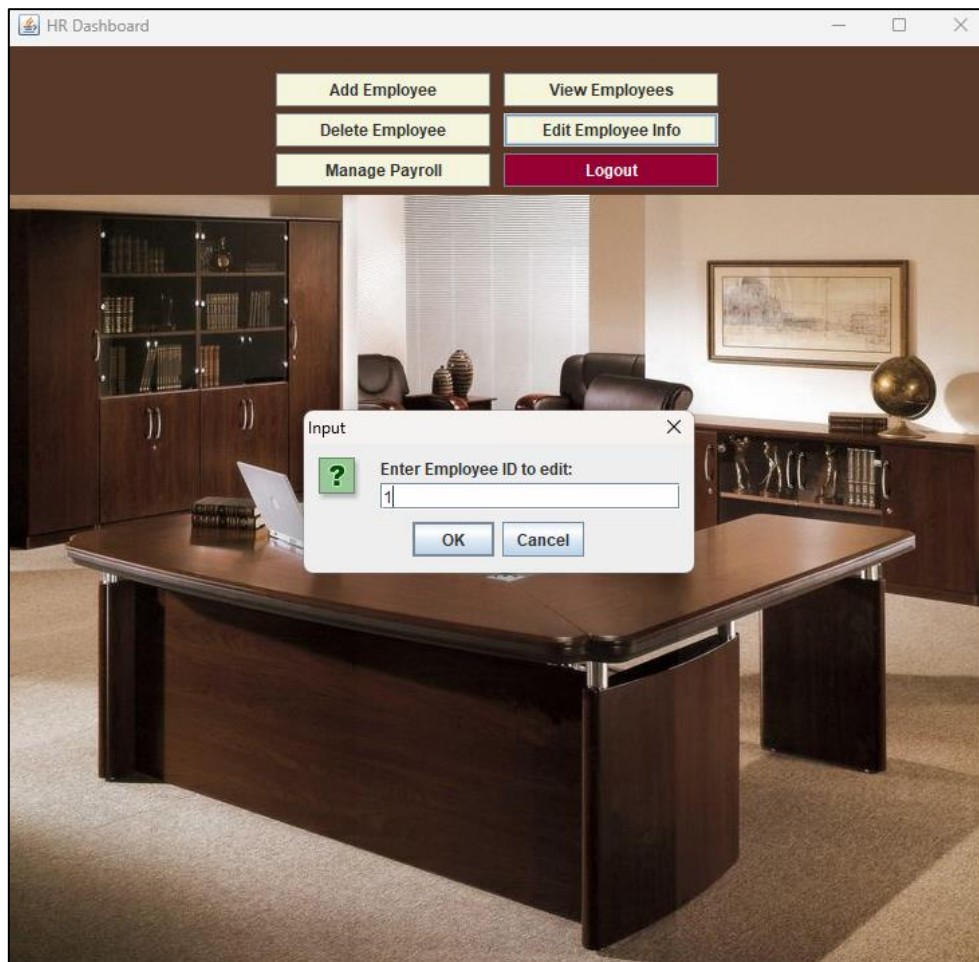 HR Dashboard
Add Employee View Employees
Delete Employee Edit Employee Info
Manage Payroll Logout
Input
?
Enter Employee ID to edit:
1
OK Cancel